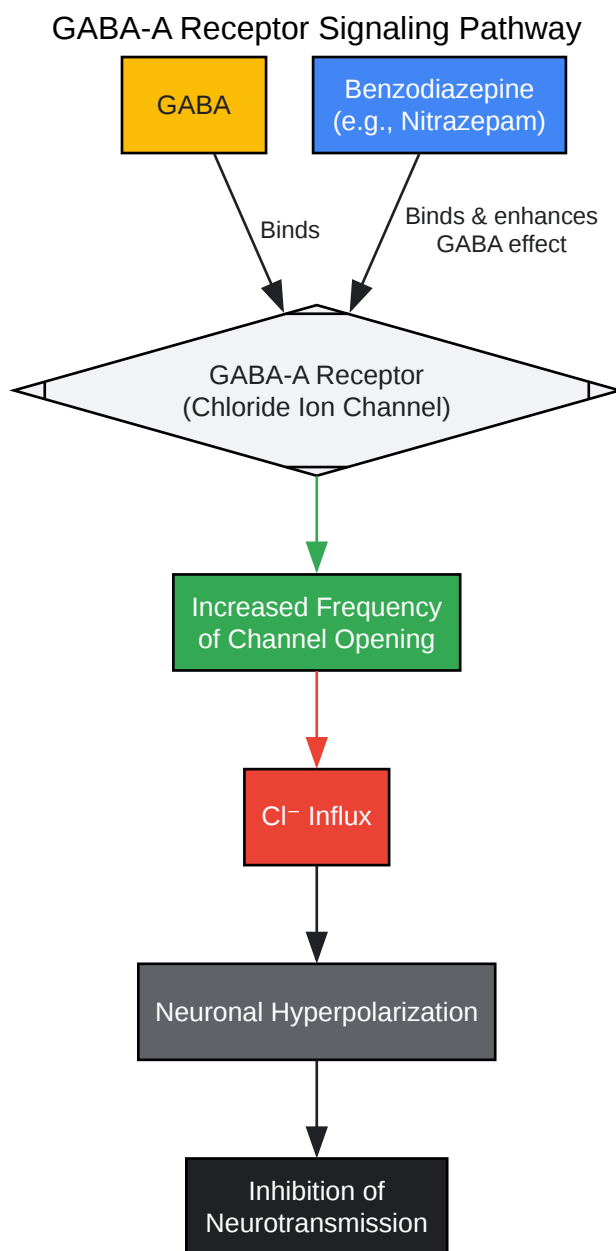 GABA-A Receptor Signaling Pathway
GABA
Benzodiazepine
(e.g., Nitrazepam)
Binds
Binds & enhances
GABA effect
GABA-A Receptor
(Chloride Ion Channel)
Increased Frequency
of Channel Opening
Cl⁻ Influx
Neuronal Hyperpolarization
Inhibition of
Neurotransmission